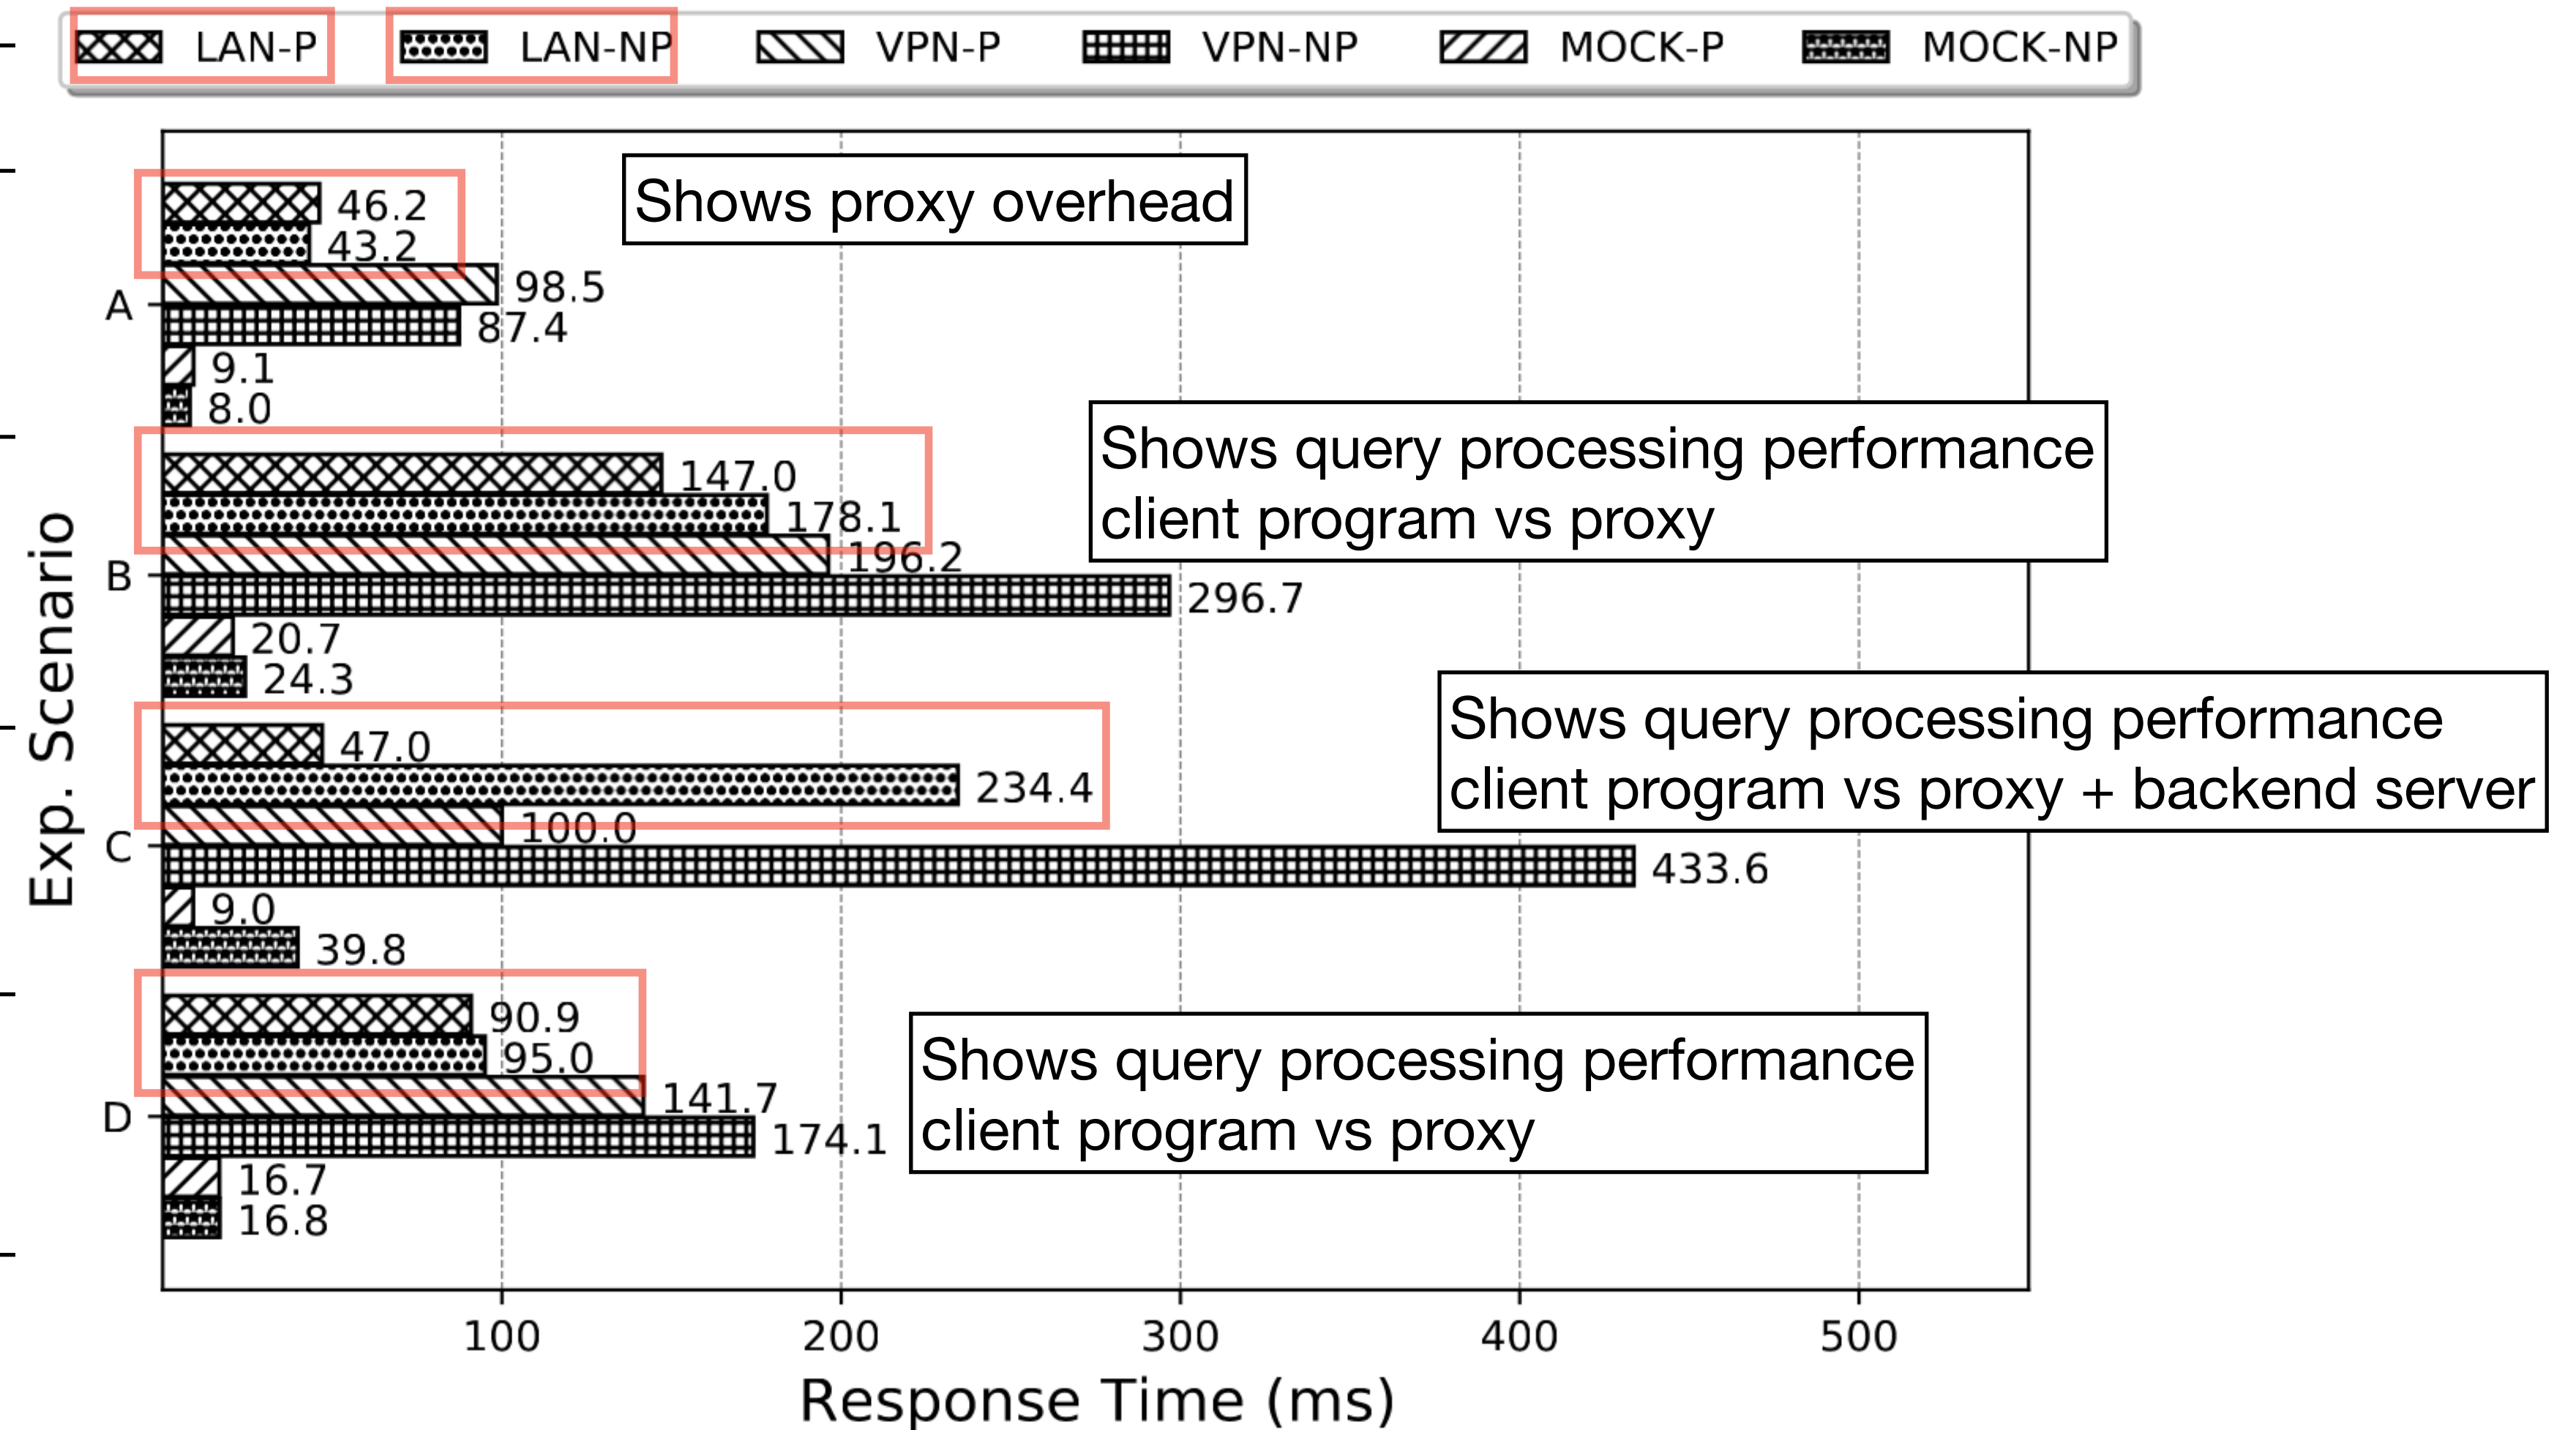 LAN-P LAN-NP VPN-P VPN-NP MOCK-P MOCK-NP
Exp. Scenario
A
46.2
43.2
98.5
87.4
9.1
8.0
Shows proxy overhead
B
147.0
178.1
196.2
296.7
20.7
24.3
Shows query processing performance
client program vs proxy
C
47.0
234.4
100.0
433.6
9.0
39.8
Shows query processing performance
client program vs proxy + backend server
D
90.9
95.0
141.7
174.1
16.7
16.8
Shows query processing performance
client program vs proxy
100 200 300 400 500
Response Time (ms)